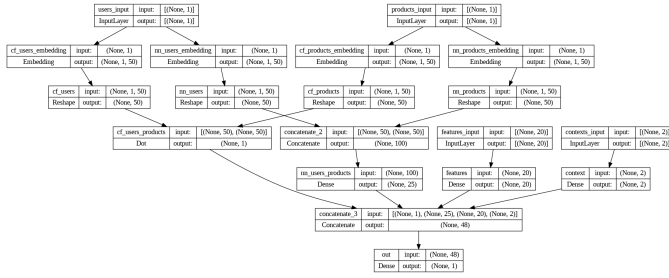 users_input input: [(None, 1)] products_input input: [(None, 1)]
InputLayer output: [(None, 1)] InputLayer output: [(None, 1)]
cf_users_embedding input: (None, 1) nn_users_embedding input: (None, 1) cf_products_embedding input: (None, 1) nn_products_embedding input: (None, 1)
Embedding output: (None, 1, 50) Embedding output: (None, 1, 50) Embedding output: (None, 1, 50) Embedding output: (None, 1, 50)
cf_users input: (None, 1, 50) nn_users input: (None, 1, 50) cf_products input: (None, 1, 50) nn_products input: (None, 1, 50)
Reshape output: (None, 50) Reshape output: (None, 50) Reshape output: (None, 50) Reshape output: (None, 50)
cf_users_products input: [(None, 50), (None, 50)] concatenate_2 input: [(None, 50), (None, 50)] features_input input: [(None, 20)] contexts_input input: [(None, 2)]
Dot output: (None, 1) Concatenate output: (None, 100) InputLayer output: [(None, 20)] InputLayer output: [(None, 2)]
nn_users_products input: (None, 100) features input: (None, 20) context input: (None, 2)
Dense output: (None, 25) Dense output: (None, 20) Dense output: (None, 2)
concatenate_3 input: [(None, 1), (None, 25), (None, 20), (None, 2)]
Concatenate output: (None, 48)
out input: (None, 48)
Dense output: (None, 1)